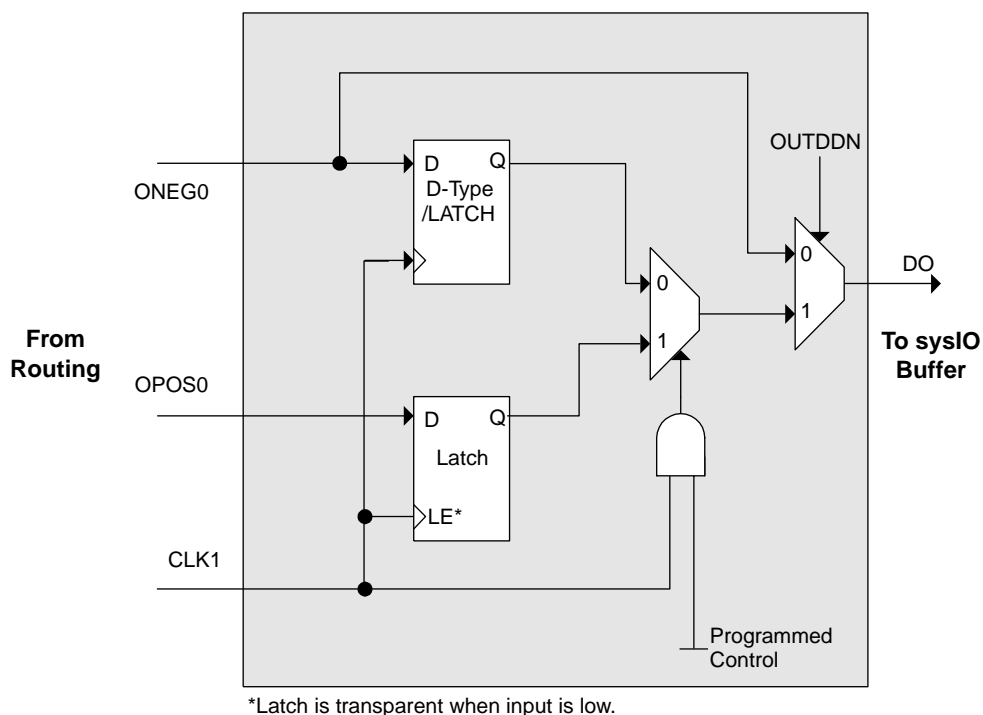 OUTDDN
ONEG0
D
Q
D-Type
/LATCH
0
DO
0
1
1
From
Routing
To sysIO
Buffer
OPOS0
D
Q
Latch
LE*
CLK1
Programmed
Control
*Latch is transparent when input is low.